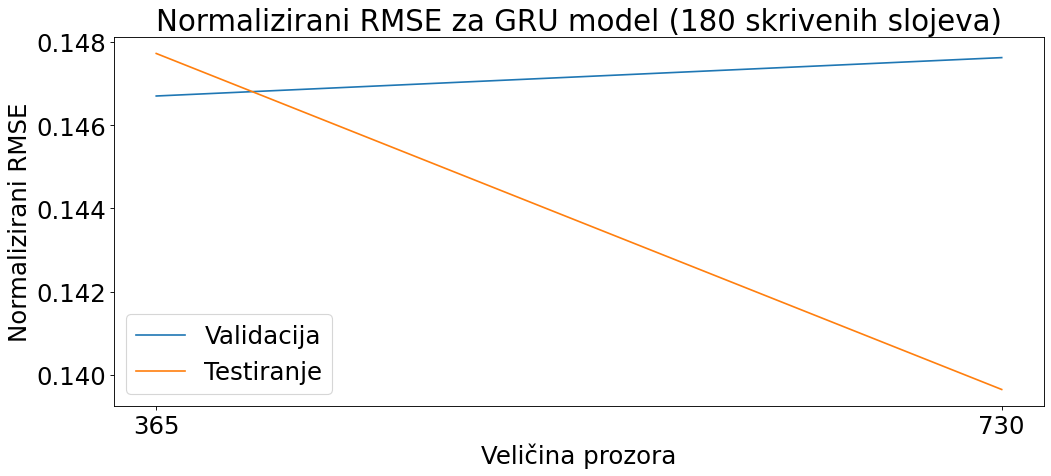 Normalizirani RMSE za GRU model (180 skrivenih slojeva)
Normalizirani RMSE
0.148
0.146
0.144
0.142
0.140
Validacija
Testiranje
365
730
Veličina prozora